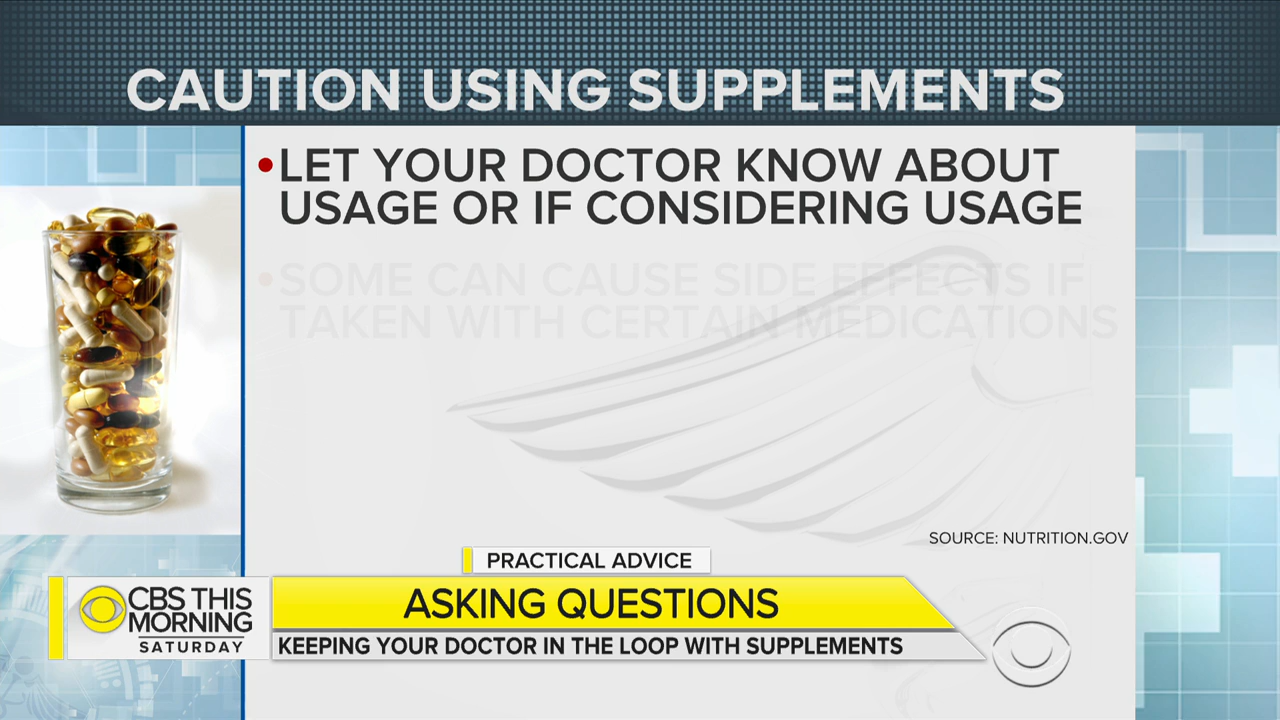 CAUTION USING SUPPLEMENTS
•LET YOUR DOCTOR KNOW ABOUT
USAGE OR IF CONSIDERING USAGE
•SOME CAN CAUSE SIDE EFFECTS IF
TAKEN WITH CERTAIN MEDICATIONS
SOURCE: NUTRITION.GOV
PRACTICAL ADVICE
CBS THIS
MORNING
SATURDAY
ASKING QUESTIONS
KEEPING YOUR DOCTOR IN THE LOOP WITH SUPPLEMENTS